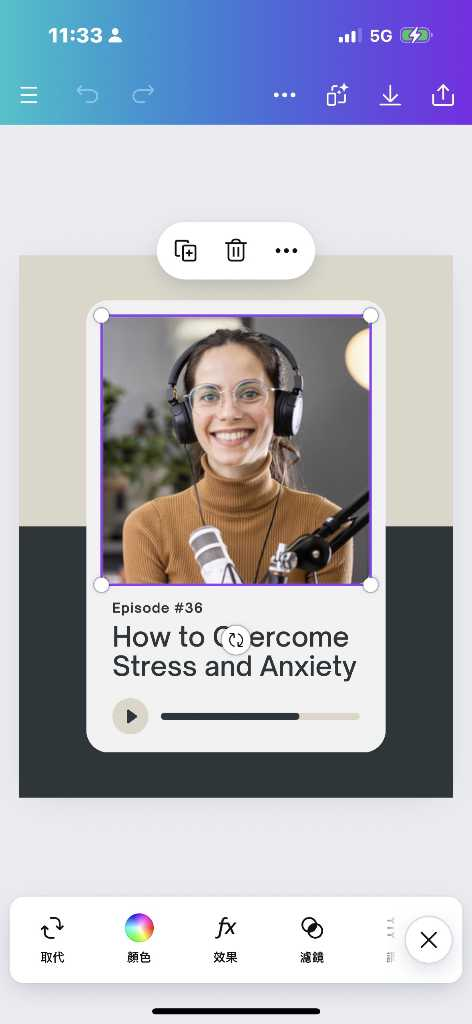 11:33
5G
Episode #36
How to Overcome
Stress and Anxiety
取代
顏色
fx
效果
濾鏡